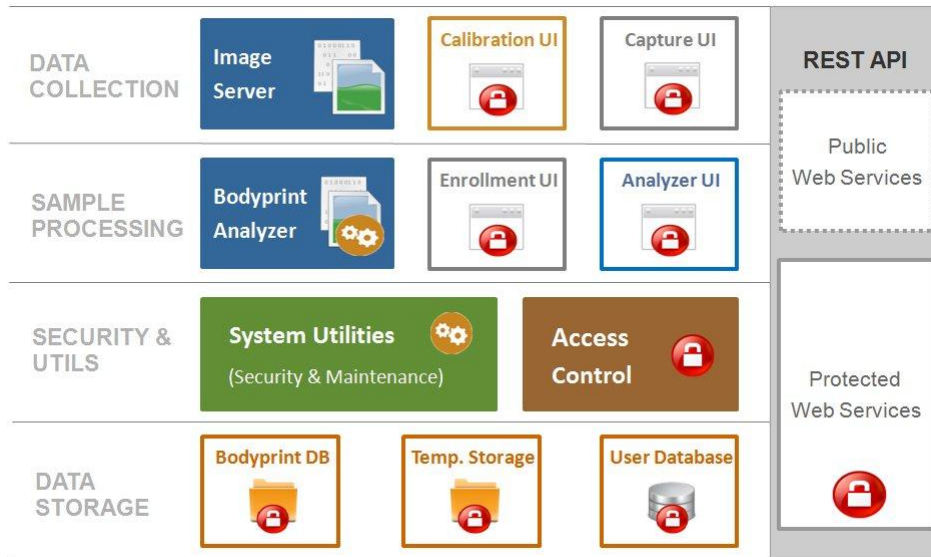 DATA
COLLECTION
Image
Server
Calibration UI
Capture UI
SAMPLE
PROCESSING
Bodyprint
Analyzer
Enrollment UI
Analyzer UI
SECURITY &
UTILS
System Utilities
(Security & Maintenance)
Access
Control
DATA
STORAGE
Bodyprint DB
Temp. Storage
User Database
REST API
Public
Web Services
Protected
Web Services